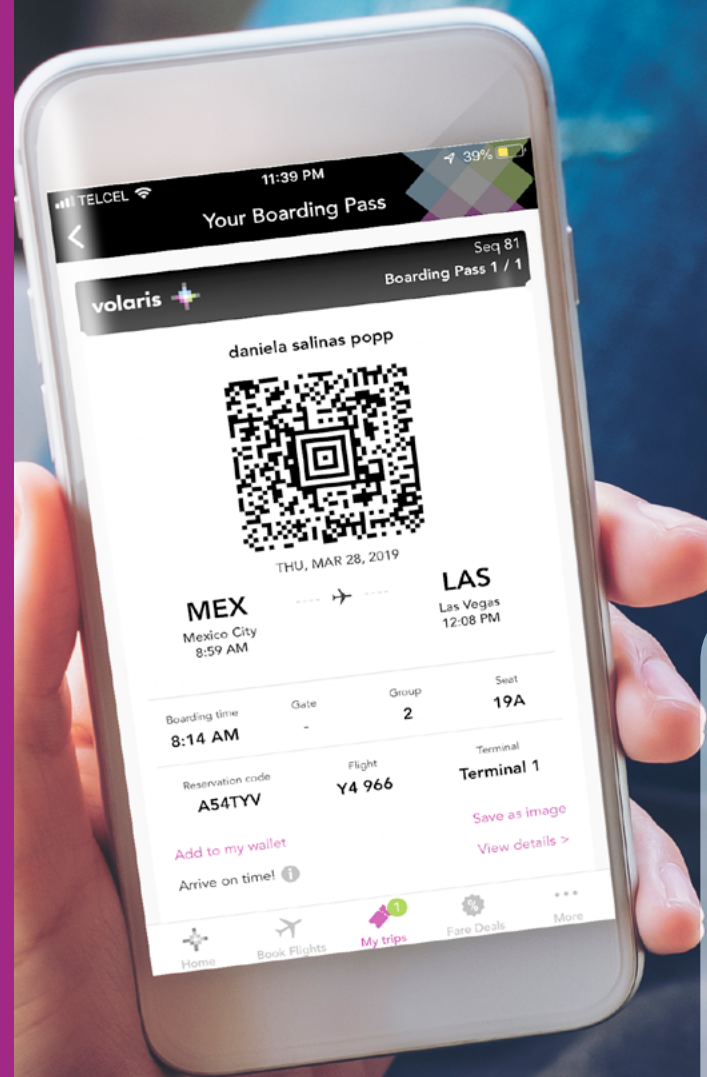 TELCEL 11:39 PM 39%
Your Boarding Pass
Seq 81
volaris Boarding Pass 1 / 1
daniela salinas popp
THU, MAR 28, 2019
MEX LAS
Mexico City Las Vegas
8:59 AM 12:08 PM
Boarding time Gate Group Seat
8:14 AM - 2 19A
Reservation code Flight Terminal
A54TYV Y4 966 Terminal 1
Add to my wallet Save as image
Arrive on time! i View details >
1
Home Book Flights My trips Fare Deals More